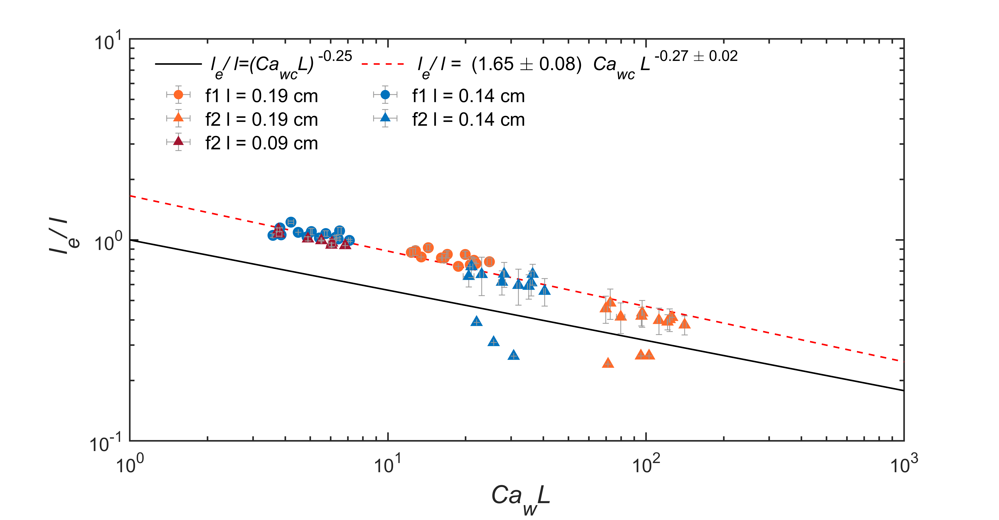 10^1
l_e/ l=(Ca_wc L)^-0.25
l_e/ l = (1.65 ± 0.08) Ca_wc L^-0.27 ± 0.02
f1 l = 0.19 cm
f1 l = 0.14 cm
f2 l = 0.19 cm
f2 l = 0.14 cm
f2 l = 0.09 cm
l_e / l
10^0
10^-1
10^0
10^1
10^2
10^3
Ca_w L